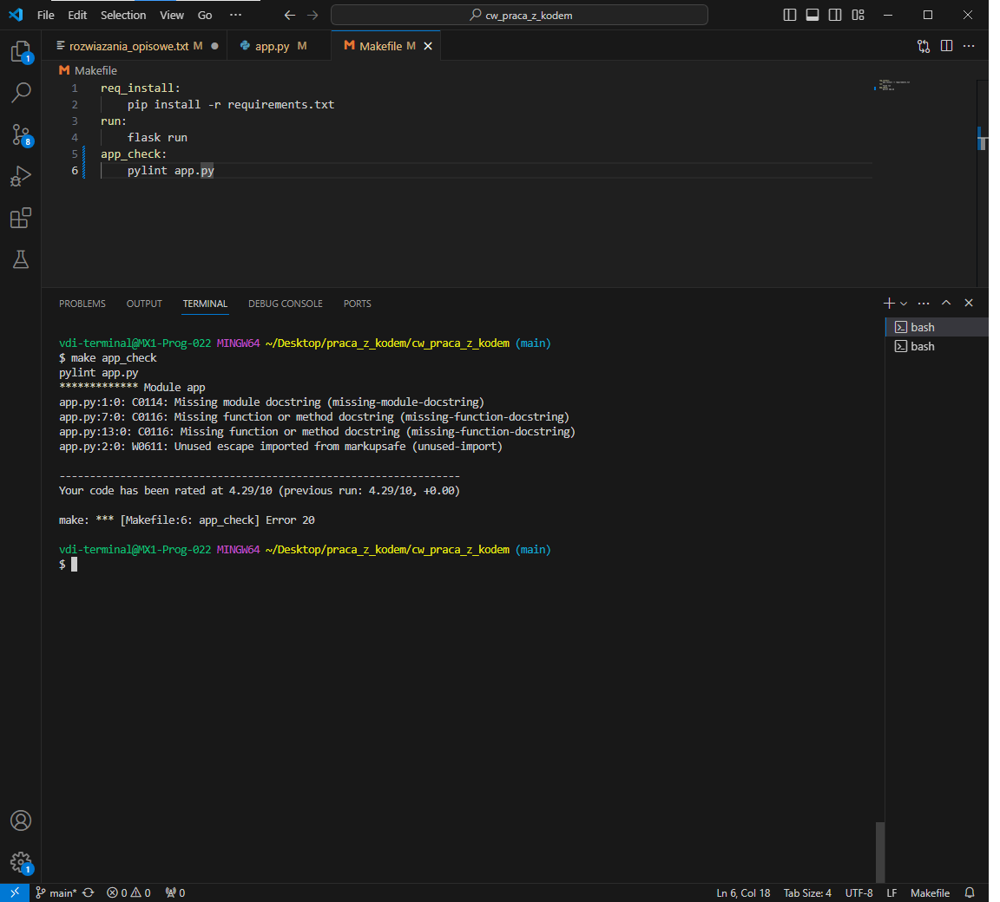 File Edit Selection View Go ··· cw_praca_z_kodem
rozwiazania_opisowe.txt M app.py M Makefile M
Makefile
1 req_install:
2 pip install -r requirements.txt
3 run:
4 flask run
5 app_check:
6 pylint app.py
1
8
PROBLEMS OUTPUT TERMINAL DEBUG CONSOLE PORTS
bash
bash
vdi-terminal@MX1-Prog-022 MINGW64 ~/Desktop/praca_z_kodem/cw_praca_z_kodem (main)
$ make app_check
pylint app.py
************* Module app
app.py:1:0: C0114: Missing module docstring (missing-module-docstring)
app.py:7:0: C0116: Missing function or method docstring (missing-function-docstring)
app.py:13:0: C0116: Missing function or method docstring (missing-function-docstring)
app.py:2:0: W0611: Unused escape imported from markupsafe (unused-import)
------------------------------------------------------------------
Your code has been rated at 4.29/10 (previous run: 4.29/10, +0.00)
make: *** [Makefile:6: app_check] Error 20
vdi-terminal@MX1-Prog-022 MINGW64 ~/Desktop/praca_z_kodem/cw_praca_z_kodem (main)
$
1
main* 0 0 0 Ln 6, Col 18 Tab Size: 4 UTF-8 LF Makefile